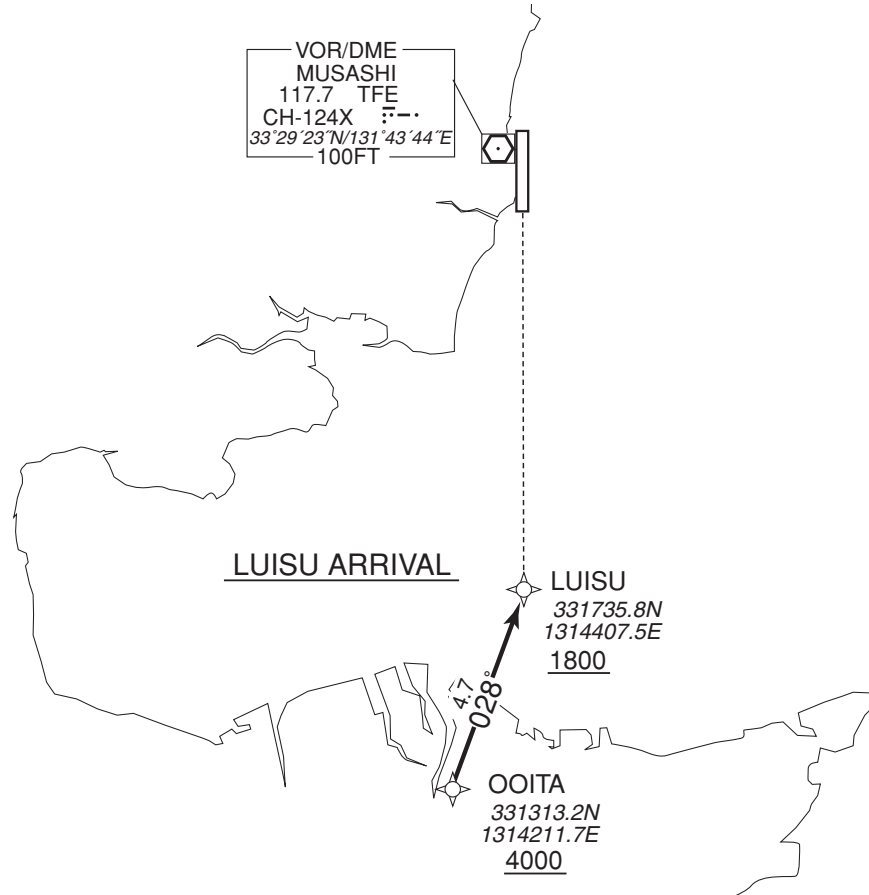 VOR/DME
MUSASHI
117.7 TFE
CH-124X
33°29´23˝N/131°43´44˝E
100FT
LUISU ARRIVAL
LUISU
331735.8N
1314407.5E
1800
4.7
028°
OOITA
331313.2N
1314211.7E
4000